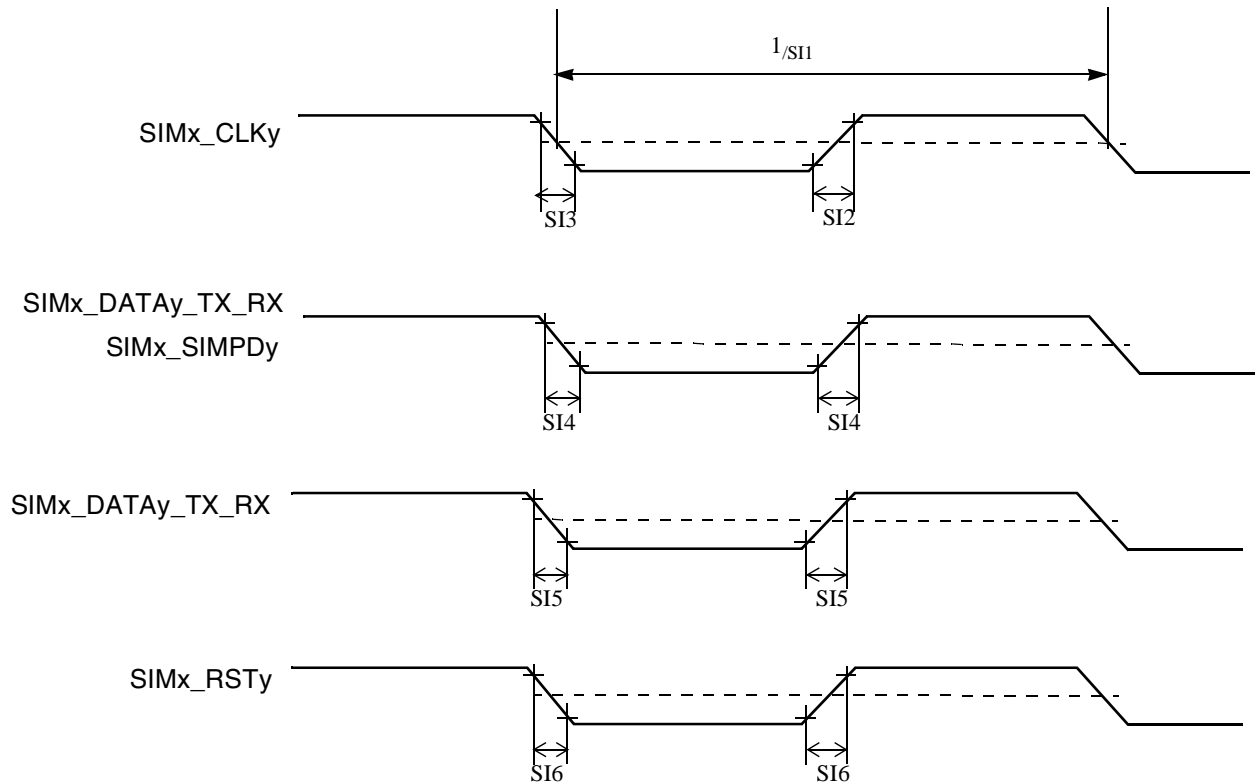 1/SI1
SIMx_CLKy
SI3
SI2
SIMx_DATAy_TX_RX
SIMx_SIMPDy
SI4
SI4
SIMx_DATAy_TX_RX
SI5
SI5
SIMx_RSTy
SI6
SI6